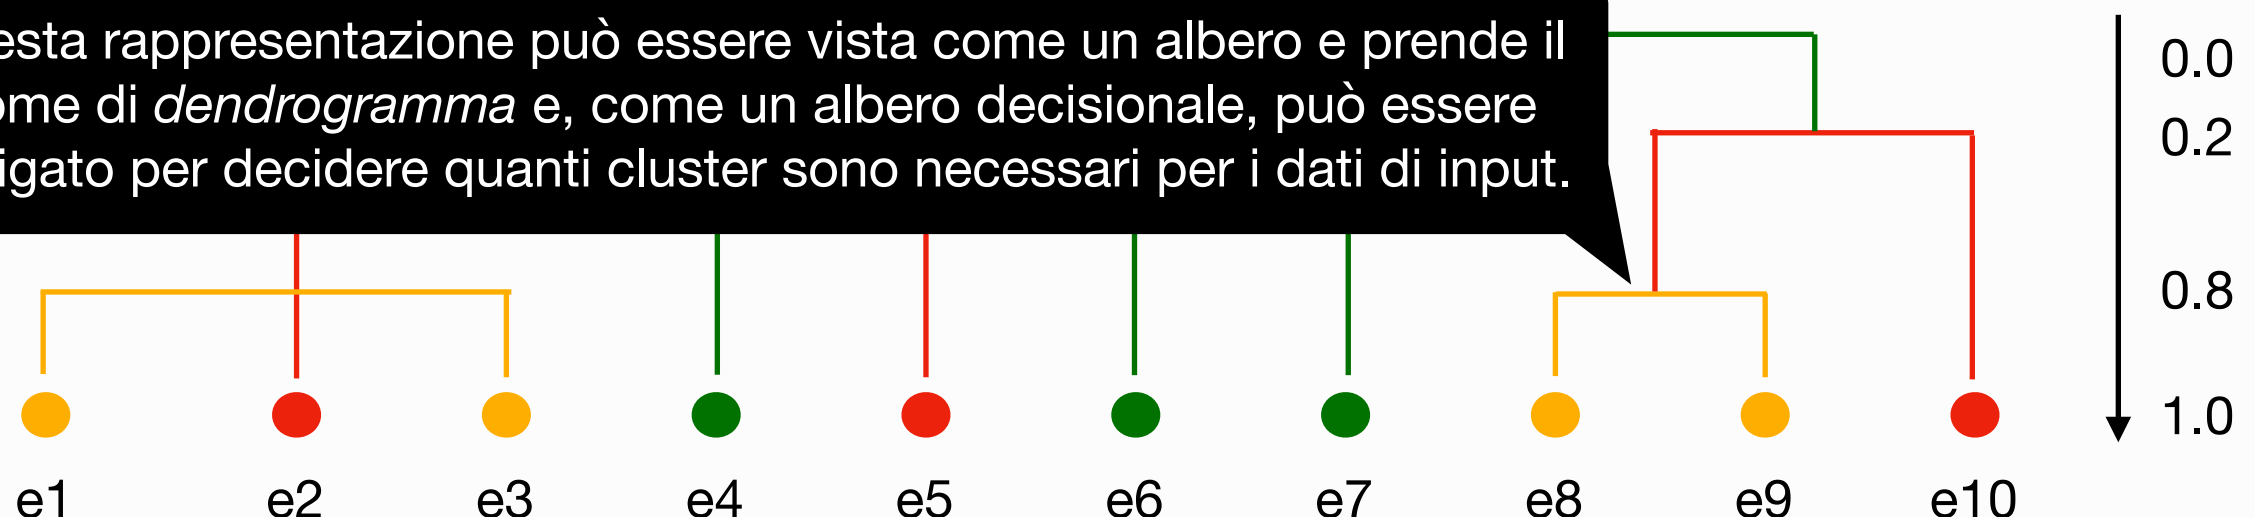 esta rappresentazione può essere vista come un albero e prende il
ome di dendrogramma e, come un albero decisionale, può essere
igato per decidere quanti cluster sono necessari per i dati di input.
0.0
0.2
0.8
1.0
e1 e2 e3 e4 e5 e6 e7 e8 e9 e10